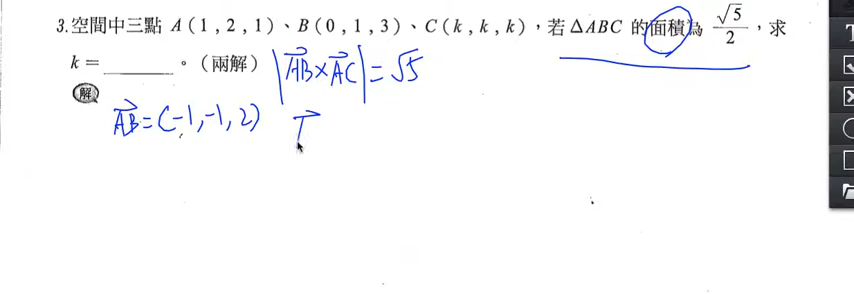 3.空間中三點 A(1,2,1)、B(0,1,3)、C(k,k,k)，若 ΔABC 的面積為 √5/2，求
k=______。(兩解) |AB×AC|=√5
解
AB=(-1,-1,2)